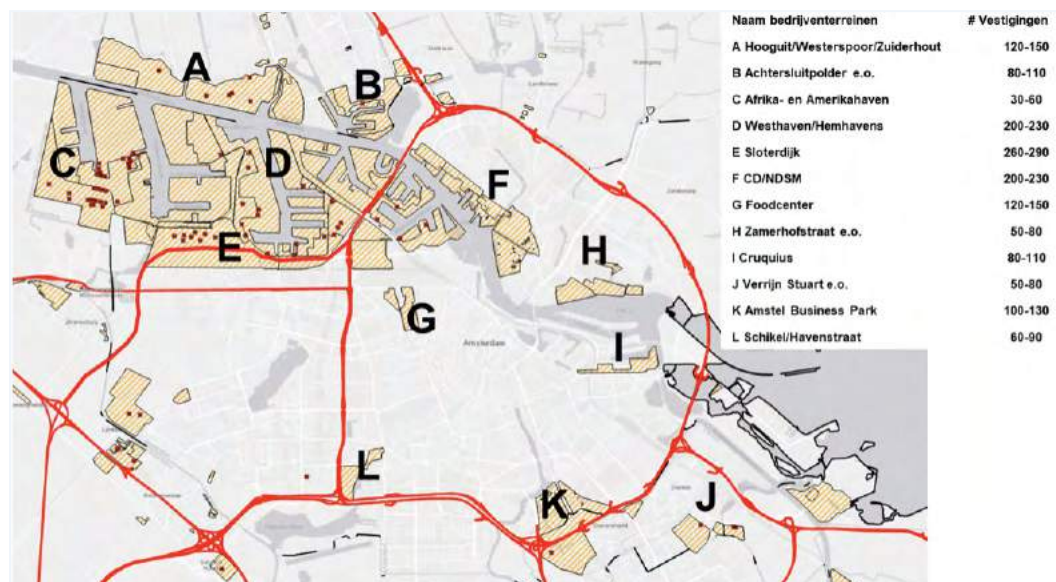 Naam bedrijventerreinen # Vestigingen
A Hooguit/Westerspoor/Zuiderhout 120-150
B Achtersluitpolder e.o. 80-110
C Afrika- en Amerikahaven 30-60
D Westhaven/Hemhavens 200-230
E Sloterdijk 260-290
F CD/NDSM 200-230
G Foodcenter 120-150
H Zamerhofstraat e.o. 50-80
I Cruquius 80-110
J Verrijn Stuart e.o. 50-80
K Amstel Business Park 100-130
L Schikel/Havenstraat 60-90
A
B
C
D
F
E
H
G
Amsterdam
I
L
K
J